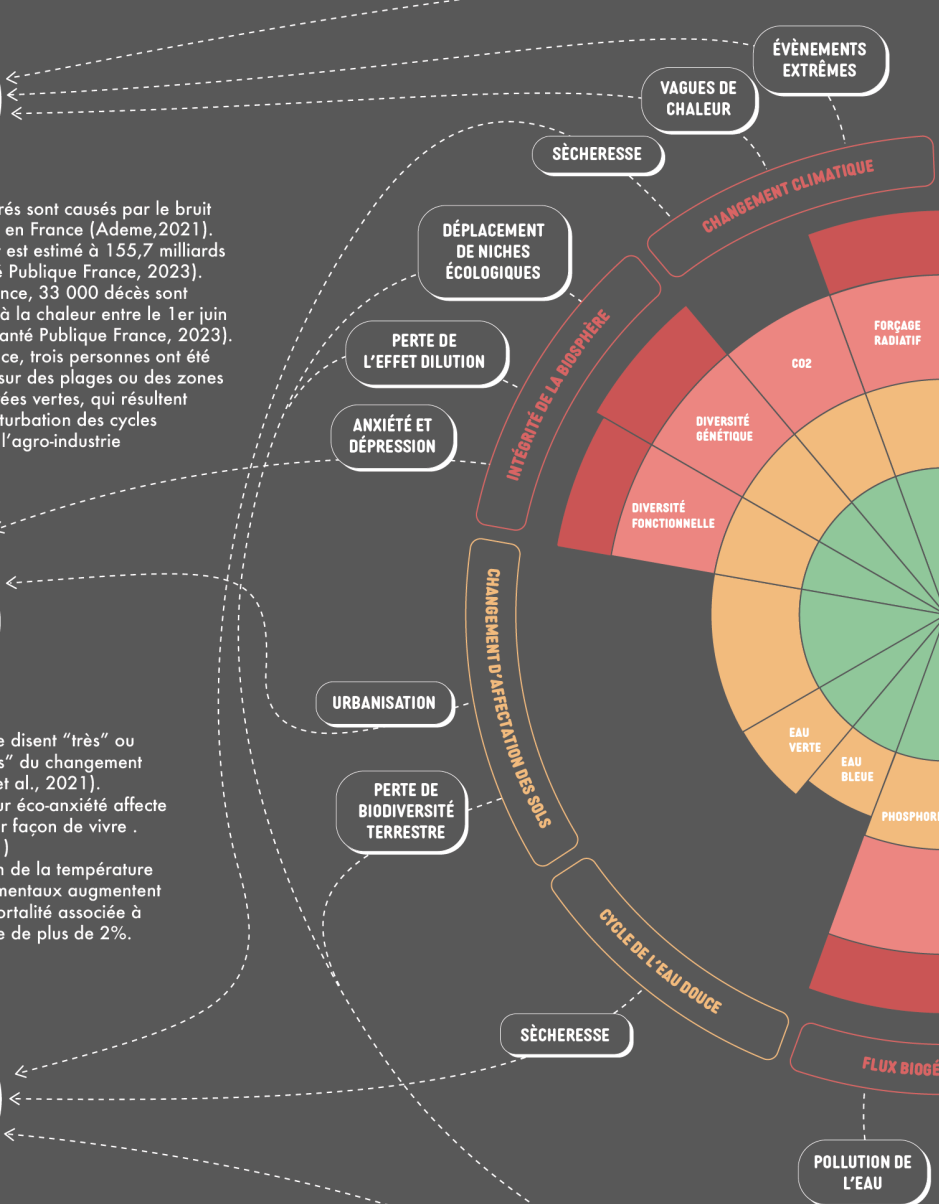 ÉVÈNEMENTS
EXTRÊMES
VAGUES DE
CHALEUR
SÈCHERESSE
CHANGEMENT CLIMATIQUE
DÉPLACEMENT
DE NICHES
ÉCOLOGIQUES
PERTE DE
L'EFFET DILUTION
ANXIÉTÉ ET
DÉPRESSION
INTÉGRITÉ DE LA BIOSPHÈRE
FORÇAGE
RADIATIF
CO2
DIVERSITÉ
GÉNÉTIQUE
DIVERSITÉ
FONCTIONNELLE
rés sont causés par le bruit
en France (Ademe,2021).
est estimé à 155,7 milliards
Publique France, 2023).
nce, 33 000 décès sont
à la chaleur entre le 1er juin
anté Publique France, 2023).
ce, trois personnes ont été
sur des plages ou des zones
ées vertes, qui résultent
turbation des cycles
l'agro-industrie
CHANGEMENT D'AFFECTATION DES SOLS
URBANISATION
PERTE DE
BIODIVERSITÉ
TERRESTRE
EAU
VERTE
EAU
BLEUE
PHOSPHOR
e disent "très" ou
s" du changement
et al., 2021).
ur éco-anxiété affecte
r façon de vivre .
)
n de la température
mentaux augmentent
ortalité associée à
e de plus de 2%.
CYCLE DE L'EAU DOUCE
SÈCHERESSE
FLUX BIOGÉ
POLLUTION DE
L'EAU